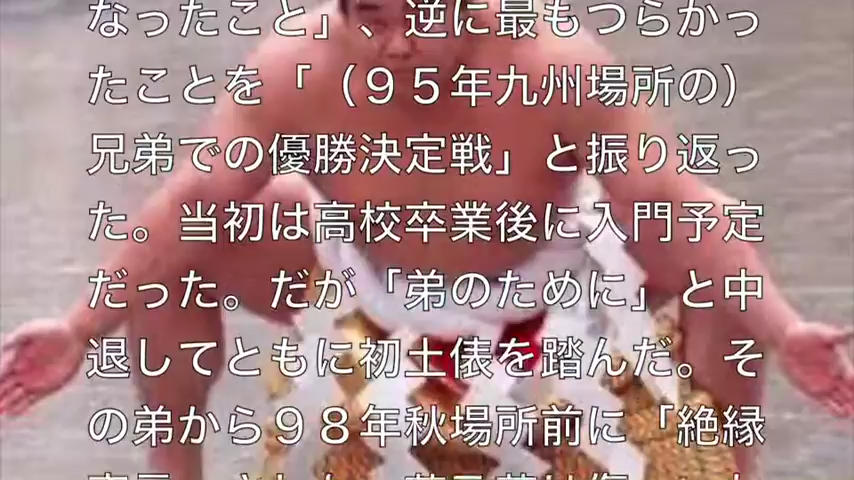 なったこと」、逆に最もつらかっ
たことを「（９５年九州場所の）
兄弟での優勝決定戦」と振り返っ
た。当初は高校卒業後に入門予定
だった。だが「弟のために」と中
退してともに初土俵を踏んだ。そ
の弟から９８年秋場所前に「絶縁